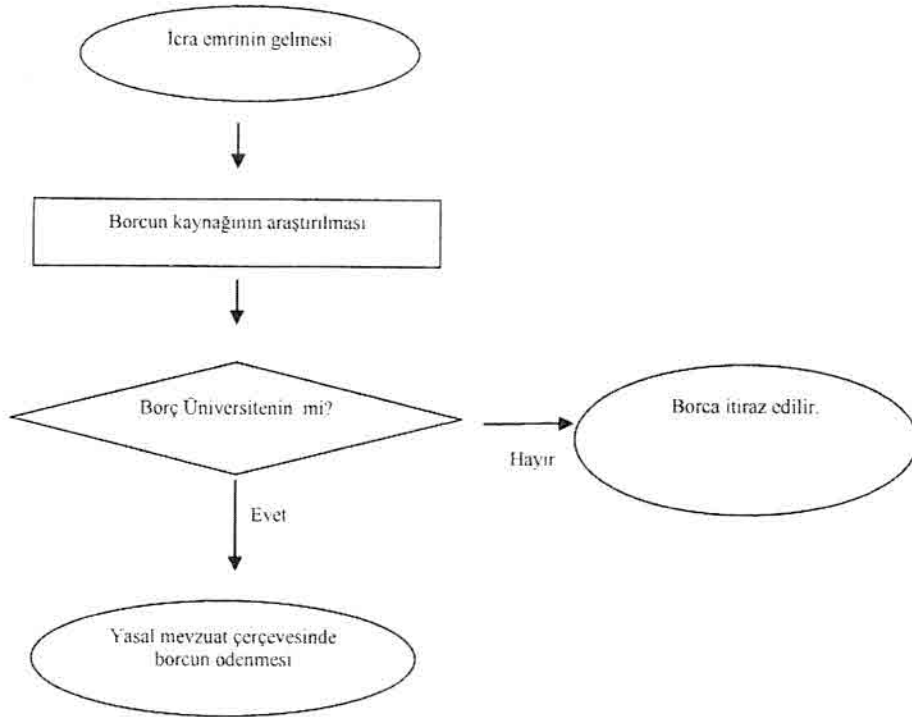 İcra emrinin gelmesi
Borcun kaynağının araştırılması
Borç Üniversitenin mi?
Borca itiraz edilir.
Hayır
Evet
Yasal mevzuat çerçevesinde
borcun ödenmesi